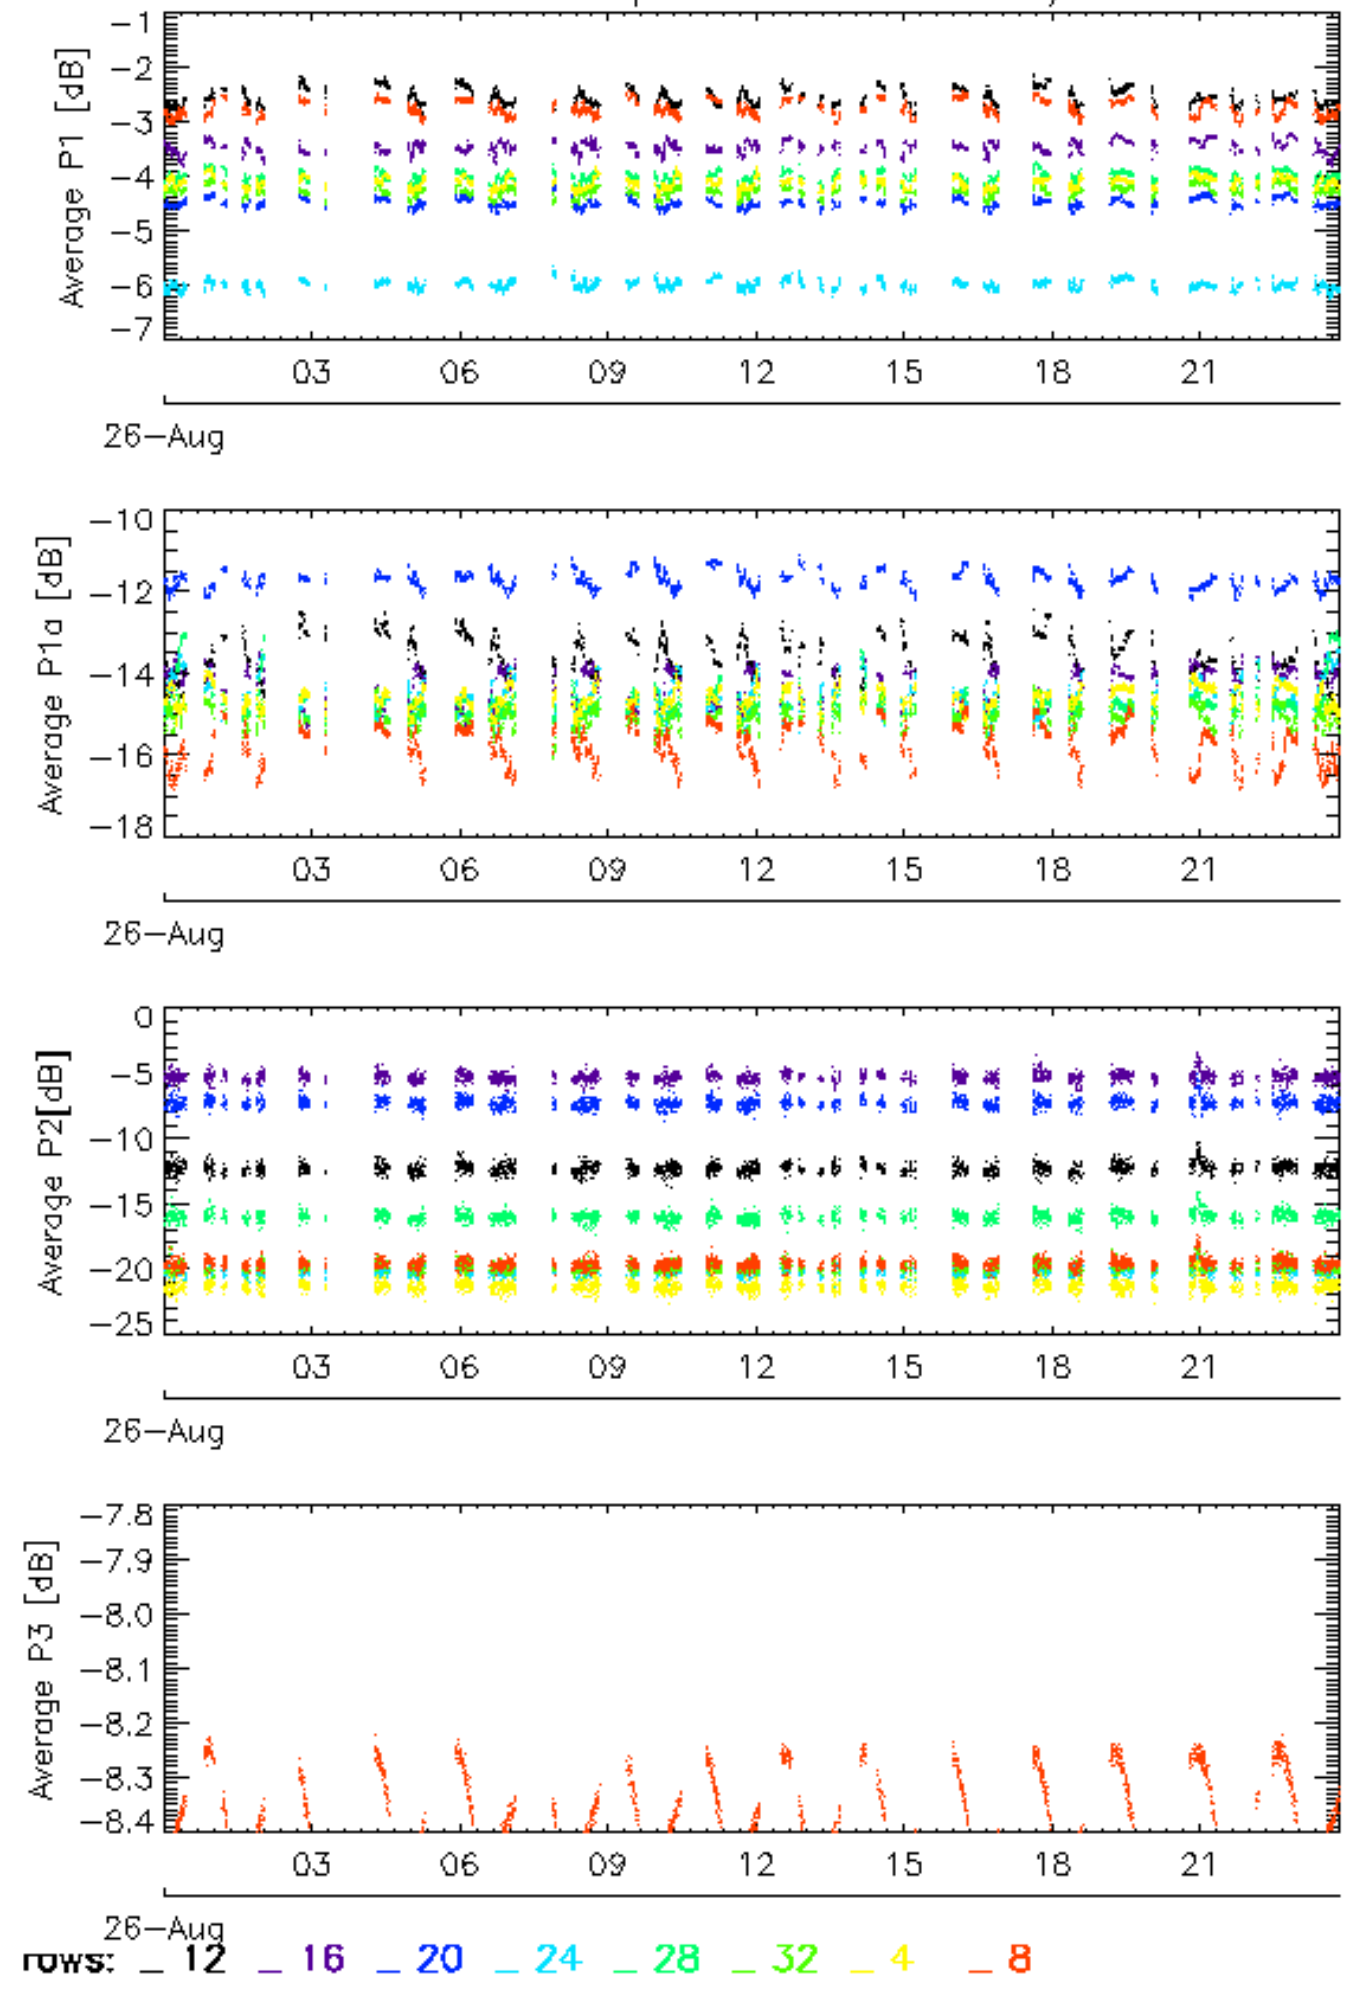 -1
-2
-3
-4
-5
-6
-7
Average P1 [dB]
03 06 09 12 15 18 21
26-Aug
-10
-12
-14
-16
-18
Average P1a [dB]
03 06 09 12 15 18 21
26-Aug
0
-5
-10
-15
-20
-25
Average P2[dB]
03 06 09 12 15 18 21
26-Aug
-7.8
-7.9
-8.0
-8.1
-8.2
-8.3
-8.4
Average P3 [dB]
03 06 09 12 15 18 21
26-Aug
rows: _ 12 _ 16 _ 20 _ 24 _ 28 _ 32 _ 4 _ 8